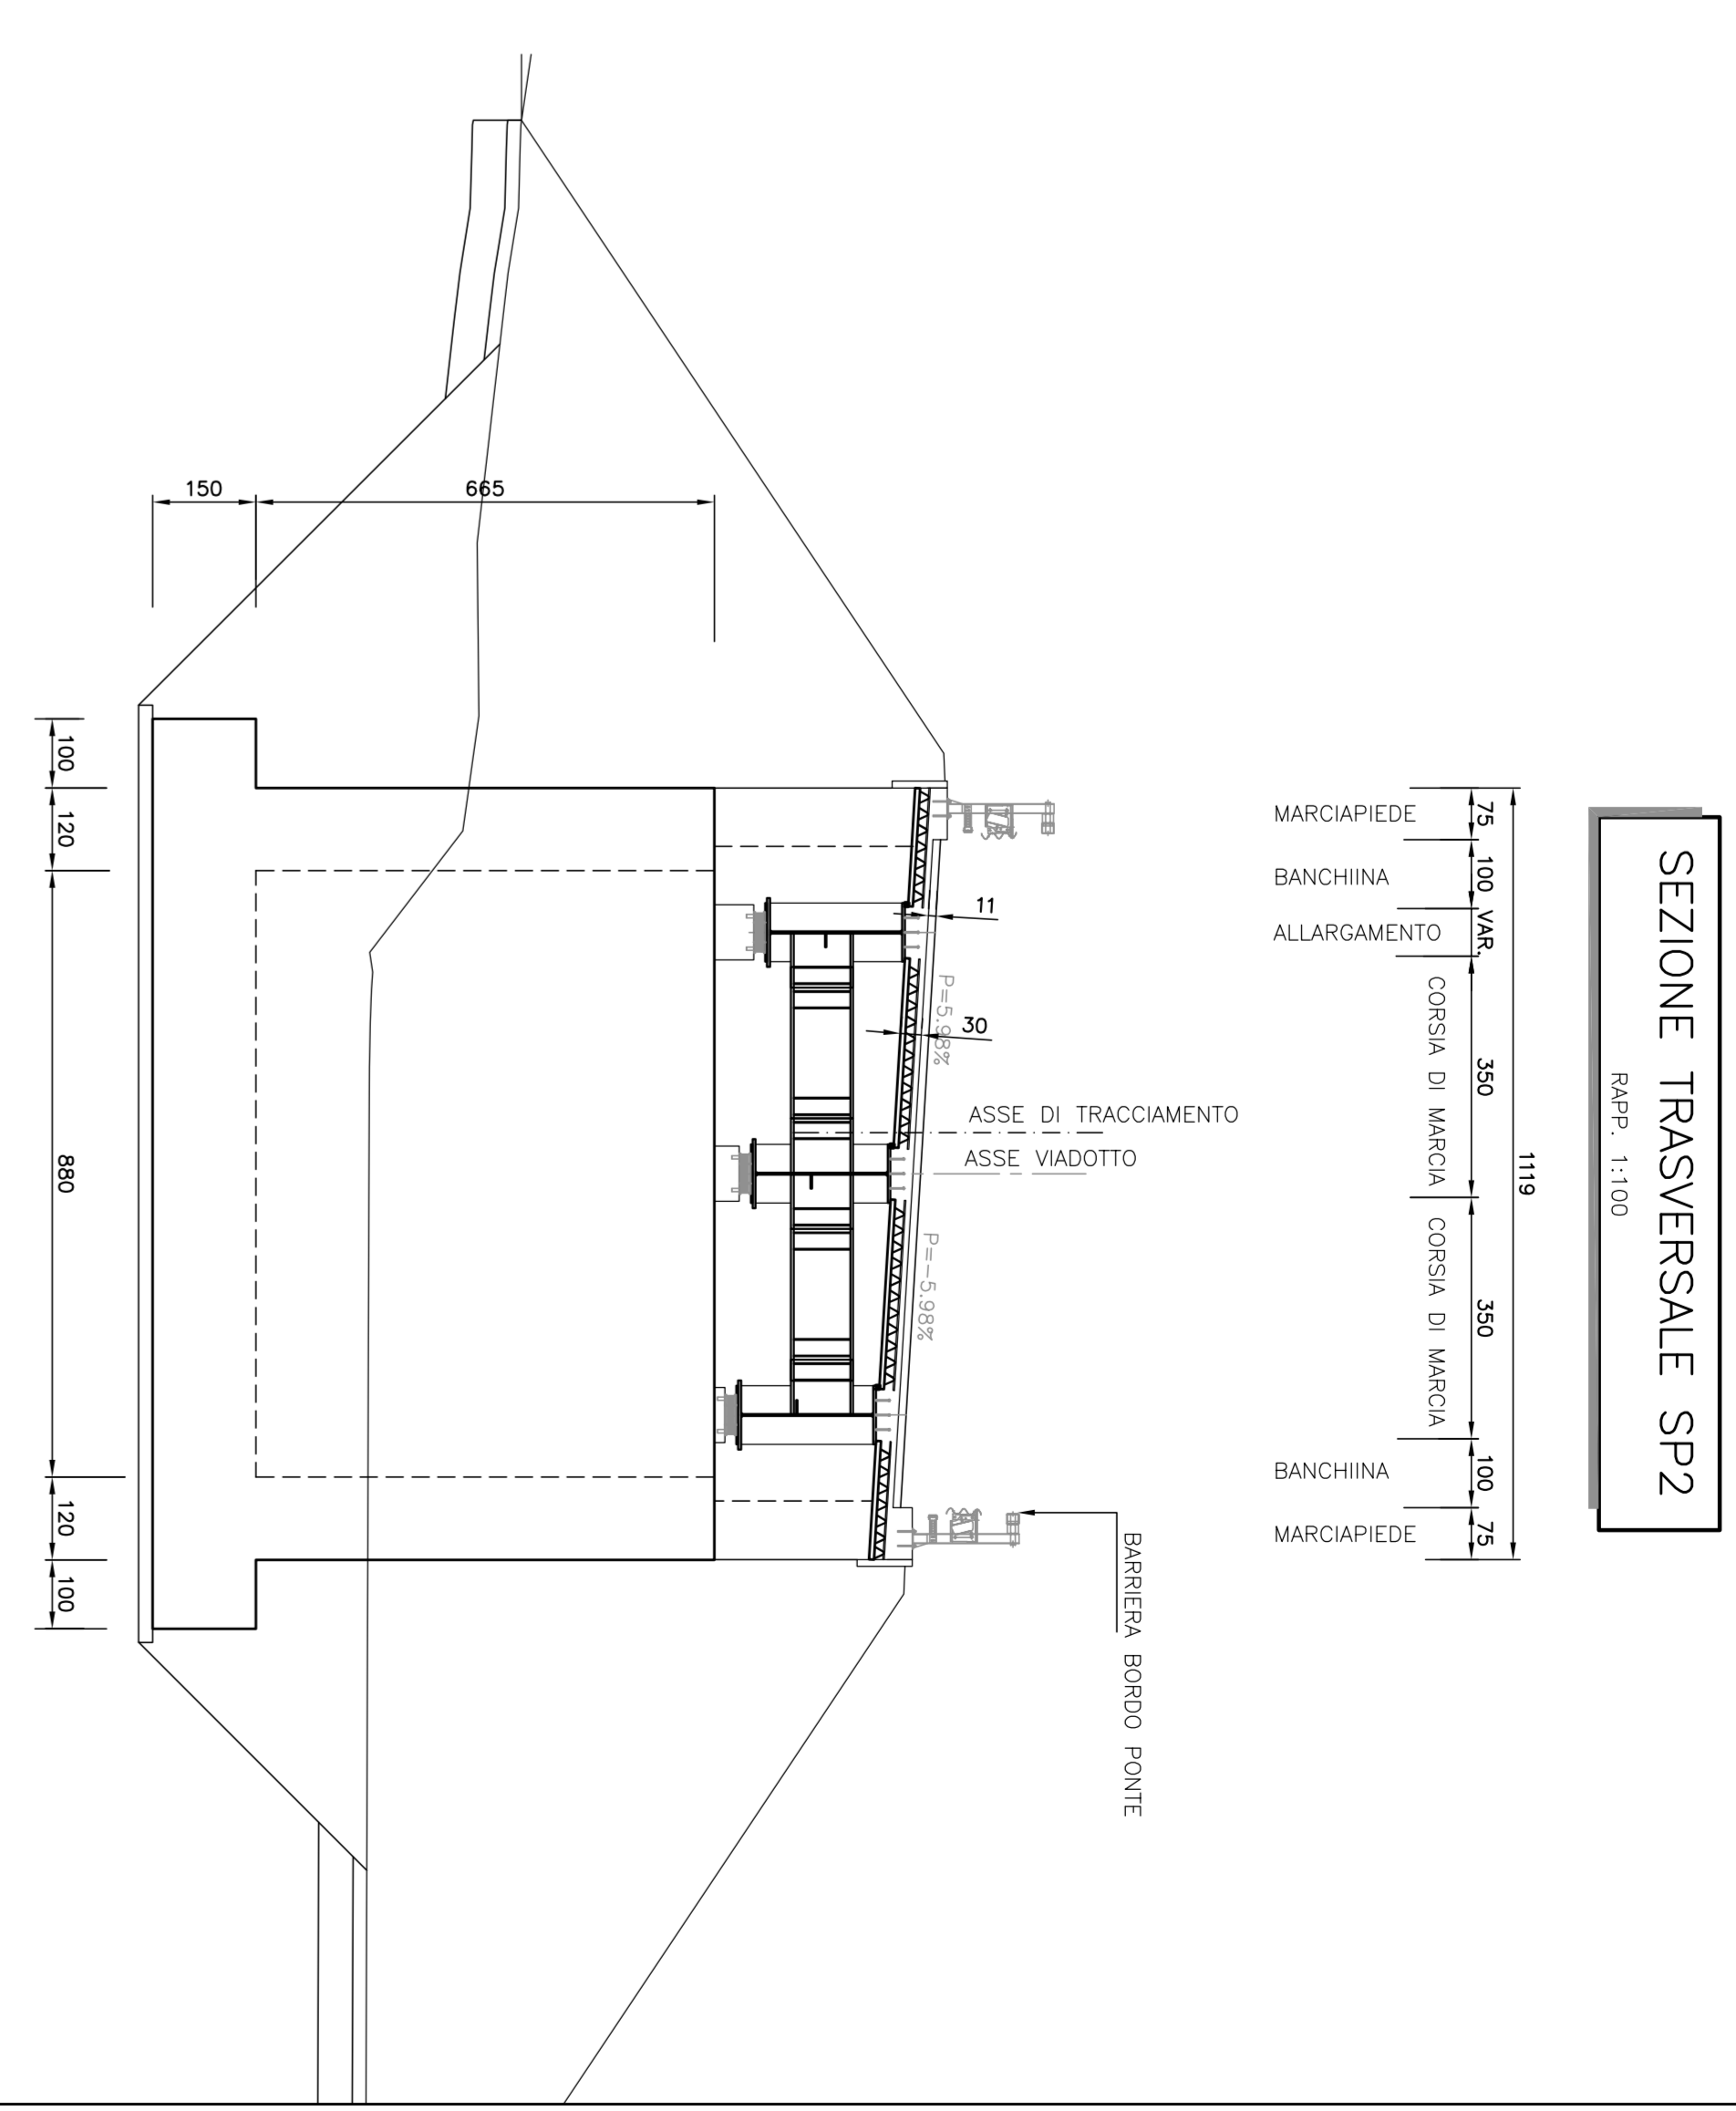 SEZIONE TRASVERSALE SP2
RAPP. 1:100
1119
75
100
VAR.
350
350
100
75
MARCIAPIEDE
BANCHIINA
ALLARGAMENTO
CORSIA DI MARCIA
CORSIA DI MARCIA
BANCHIINA
MARCIAPIEDE
BARRIERA BORDO PONTE
ASSE DI TRACCIAMENTO
ASSE VIADOTTO
11
30
P=5.98%
P=-5.98%
665
150
100
120
880
120
100